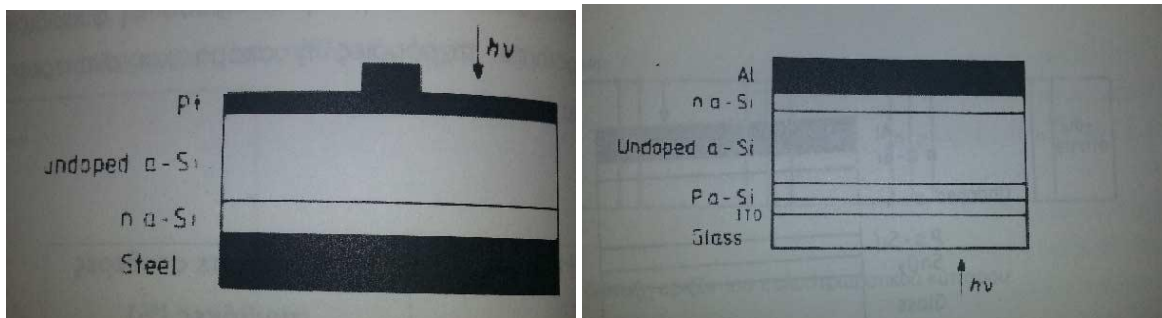 hν
Pt
undoped a-Si
n a-Si
Steel
Al
n a-Si
Undoped a-Si
P a-Si
ITO
Glass
hν